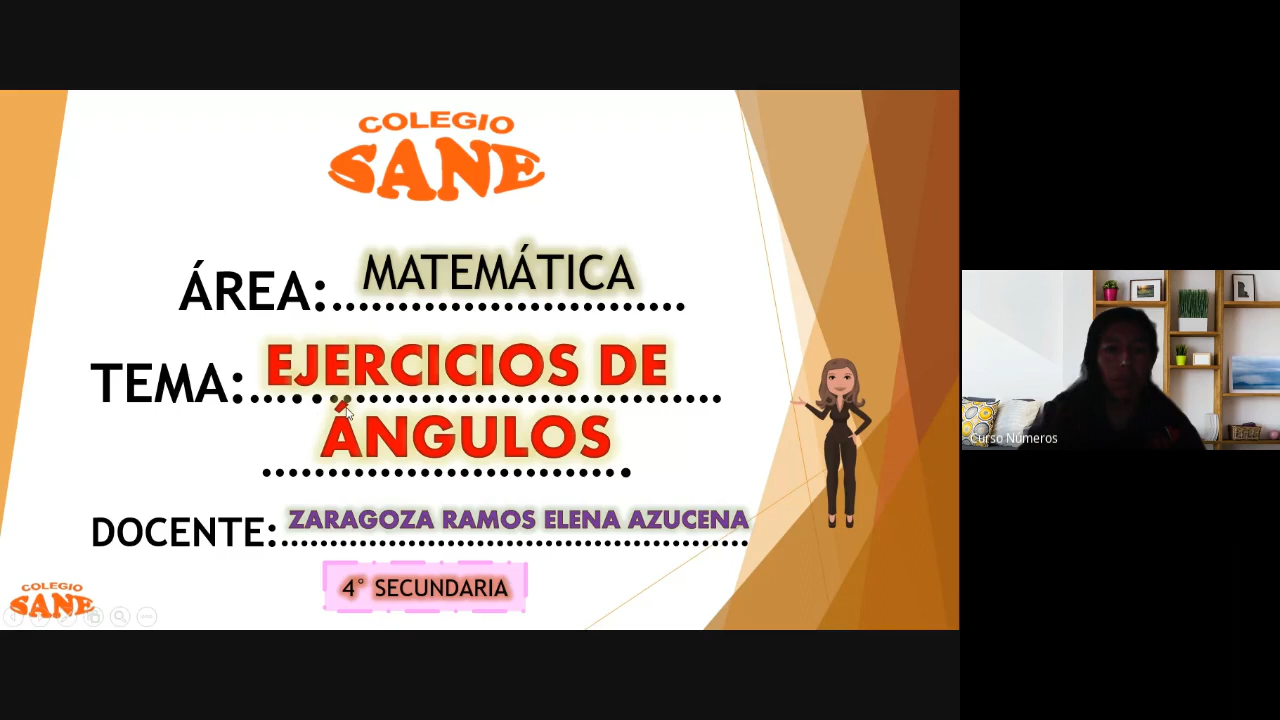 COLEGIO
SANE
ÁREA:..........................
MATEMÁTICA
TEMA:.....................................
EJERCICIOS DE
ÁNGULOS
.............................
DOCENTE:...............................................
ZARAGOZA RAMOS ELENA AZUCENA
4° SECUNDARIA
COLEGIO
SANE
Curso Números